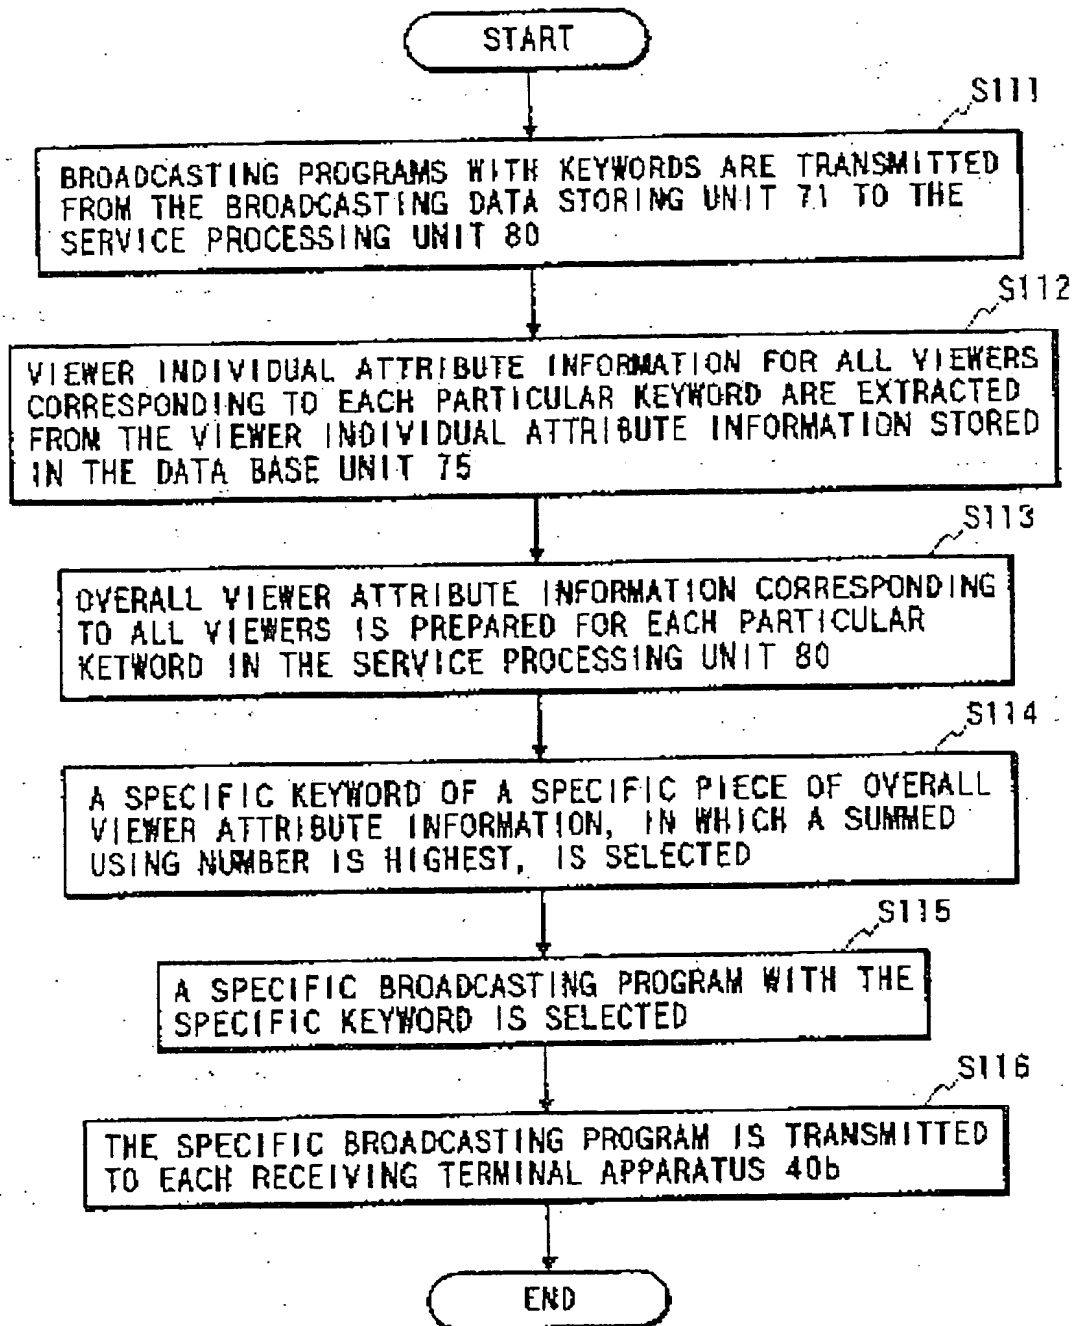 START
S111
BROADCASTING PROGRAMS WITH KEYWORDS ARE TRANSMITTED
FROM THE BROADCASTING DATA STORING UNIT 71 TO THE
SERVICE PROCESSING UNIT 80
S112
VIEWER INDIVIDUAL ATTRIBUTE INFORMATION FOR ALL VIEWERS
CORRESPONDING TO EACH PARTICULAR KEYWORD ARE EXTRACTED
FROM THE VIEWER INDIVIDUAL ATTRIBUTE INFORMATION STORED
IN THE DATA BASE UNIT 75
S113
OVERALL VIEWER ATTRIBUTE INFORMATION CORRESPONDING
TO ALL VIEWERS IS PREPARED FOR EACH PARTICULAR
KETWORD IN THE SERVICE PROCESSING UNIT 80
S114
A SPECIFIC KEYWORD OF A SPECIFIC PIECE OF OVERALL
VIEWER ATTRIBUTE INFORMATION, IN WHICH A SUMMED
USING NUMBER IS HIGHEST, IS SELECTED
S115
A SPECIFIC BROADCASTING PROGRAM WITH THE
SPECIFIC KEYWORD IS SELECTED
S116
THE SPECIFIC BROADCASTING PROGRAM IS TRANSMITTED
TO EACH RECEIVING TERMINAL APPARATUS 40b
END